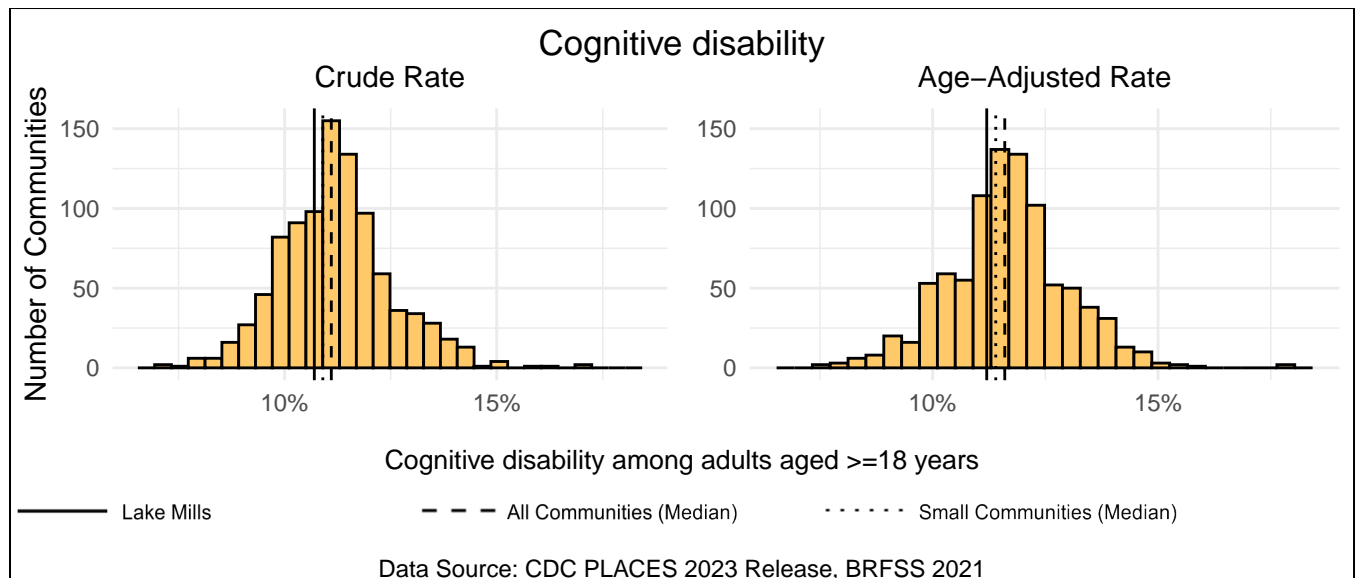 Cognitive disability
Crude Rate
Age−Adjusted Rate
Number of Communities
150
100
50
0
10%
15%
150
100
50
0
10%
15%
Cognitive disability among adults aged >=18 years
Lake Mills
All Communities (Median)
Small Communities (Median)
Data Source: CDC PLACES 2023 Release, BRFSS 2021